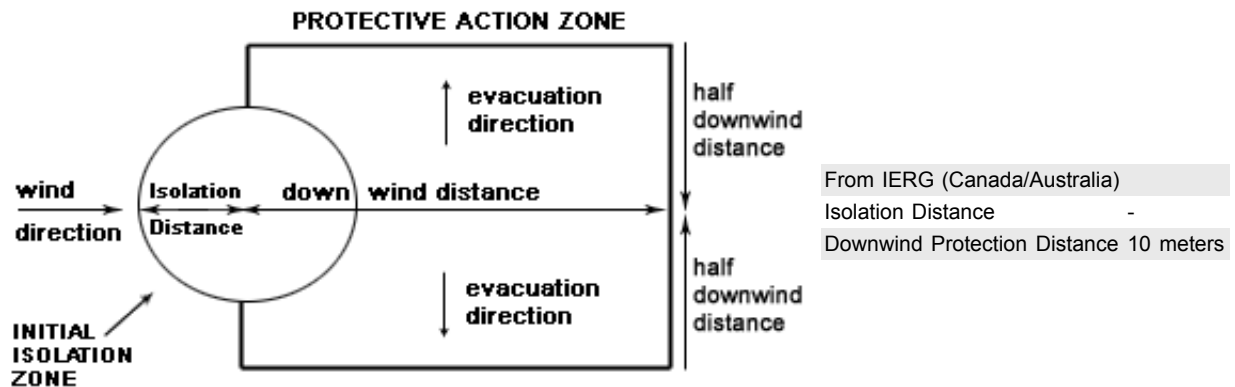 PROTECTIVE ACTION ZONE
evacuation
direction
half
downwind
distance
wind
direction
Isolation
Distance
down wind distance
From IERG (Canada/Australia)
Isolation Distance -
Downwind Protection Distance 10 meters
evacuation
direction
half
downwind
distance
INITIAL
ISOLATION
ZONE